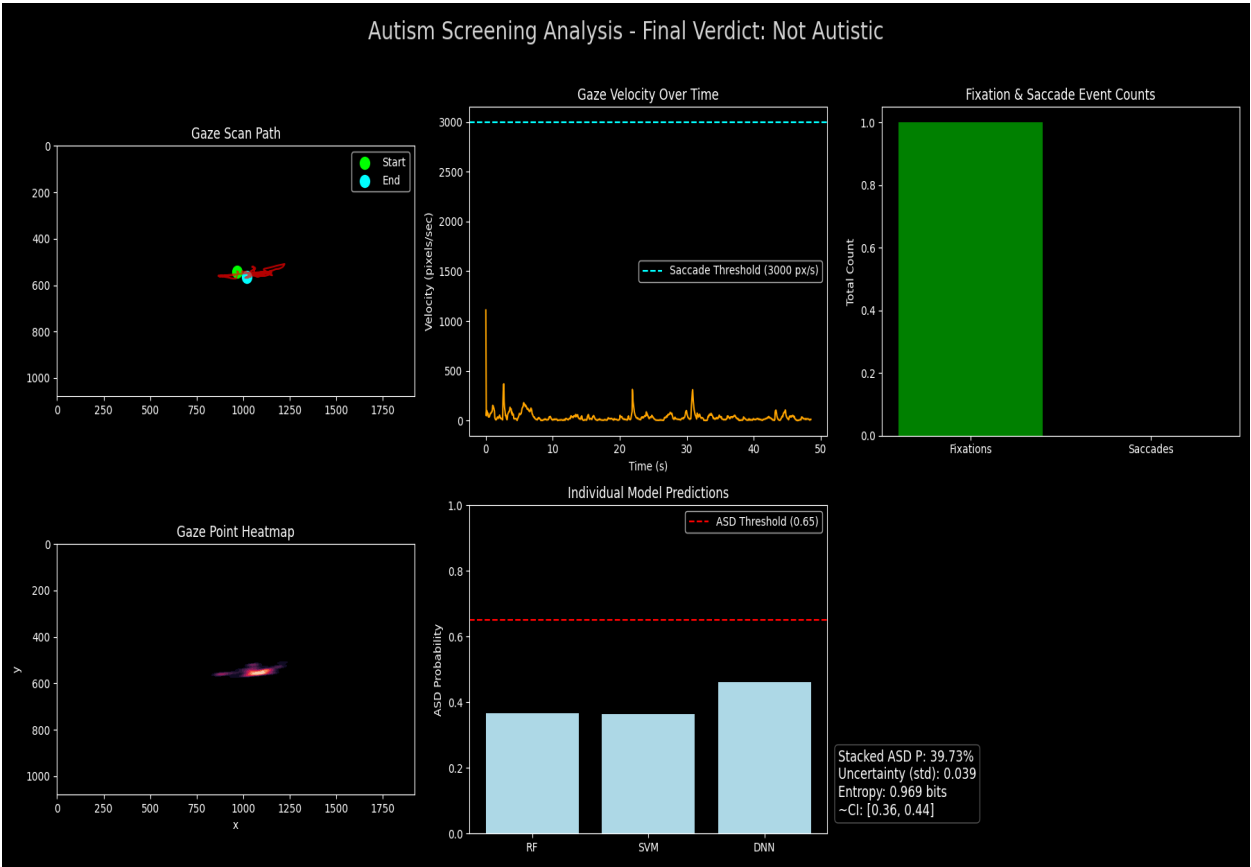 Autism Screening Analysis - Final Verdict: Not Autistic
Gaze Scan Path
0
200
400
600
800
1000
0 250 500 750 1000 1250 1500 1750
Start
End
Gaze Velocity Over Time
Velocity (pixels/sec)
3000
2500
2000
1500
1000
500
0
Saccade Threshold (3000 px/s)
0 10 20 30 40 50
Time (s)
Fixation & Saccade Event Counts
Total Count
1.0
0.8
0.6
0.4
0.2
0.0
Fixations Saccades
Gaze Point Heatmap
y
0
200
400
600
800
1000
0 250 500 750 1000 1250 1500 1750
x
Individual Model Predictions
ASD Probability
1.0
0.8
0.6
0.4
0.2
0.0
ASD Threshold (0.65)
RF SVM DNN
Stacked ASD P: 39.73%
Uncertainty (std): 0.039
Entropy: 0.969 bits
~CI: [0.36, 0.44]